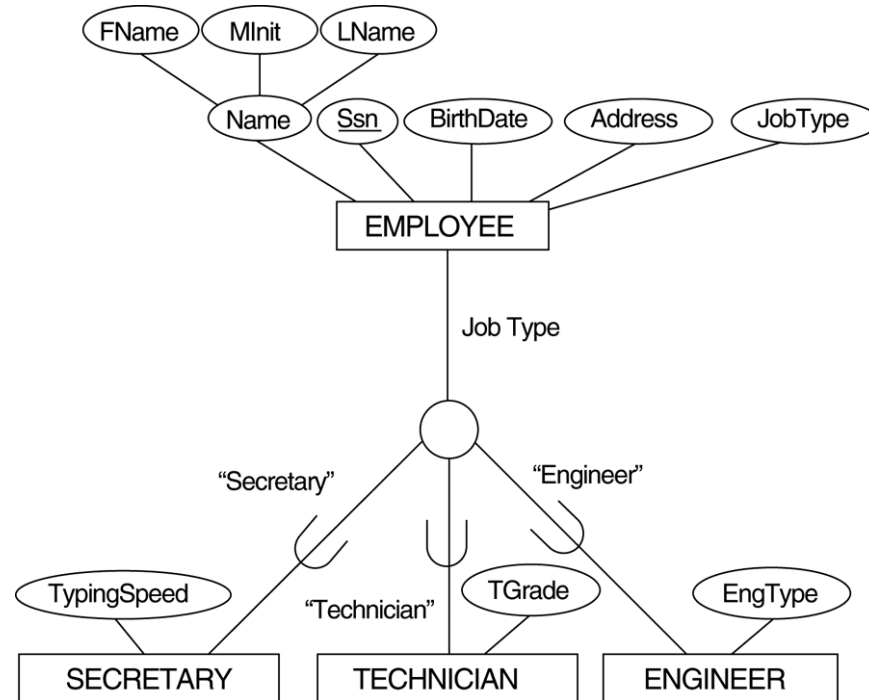 FName MInit LName
Name Ssn BirthDate Address JobType
EMPLOYEE
Job Type
“Secretary” “Engineer”
TypingSpeed “Technician” TGrade EngType
SECRETARY TECHNICIAN ENGINEER